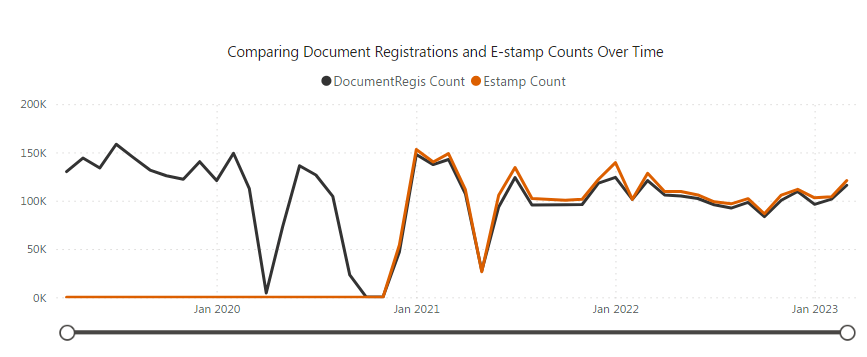 Comparing Document Registrations and E-stamp Counts Over Time
DocumentRegis Count Estamp Count
200K
150K
100K
50K
0K
Jan 2020 Jan 2021 Jan 2022 Jan 2023